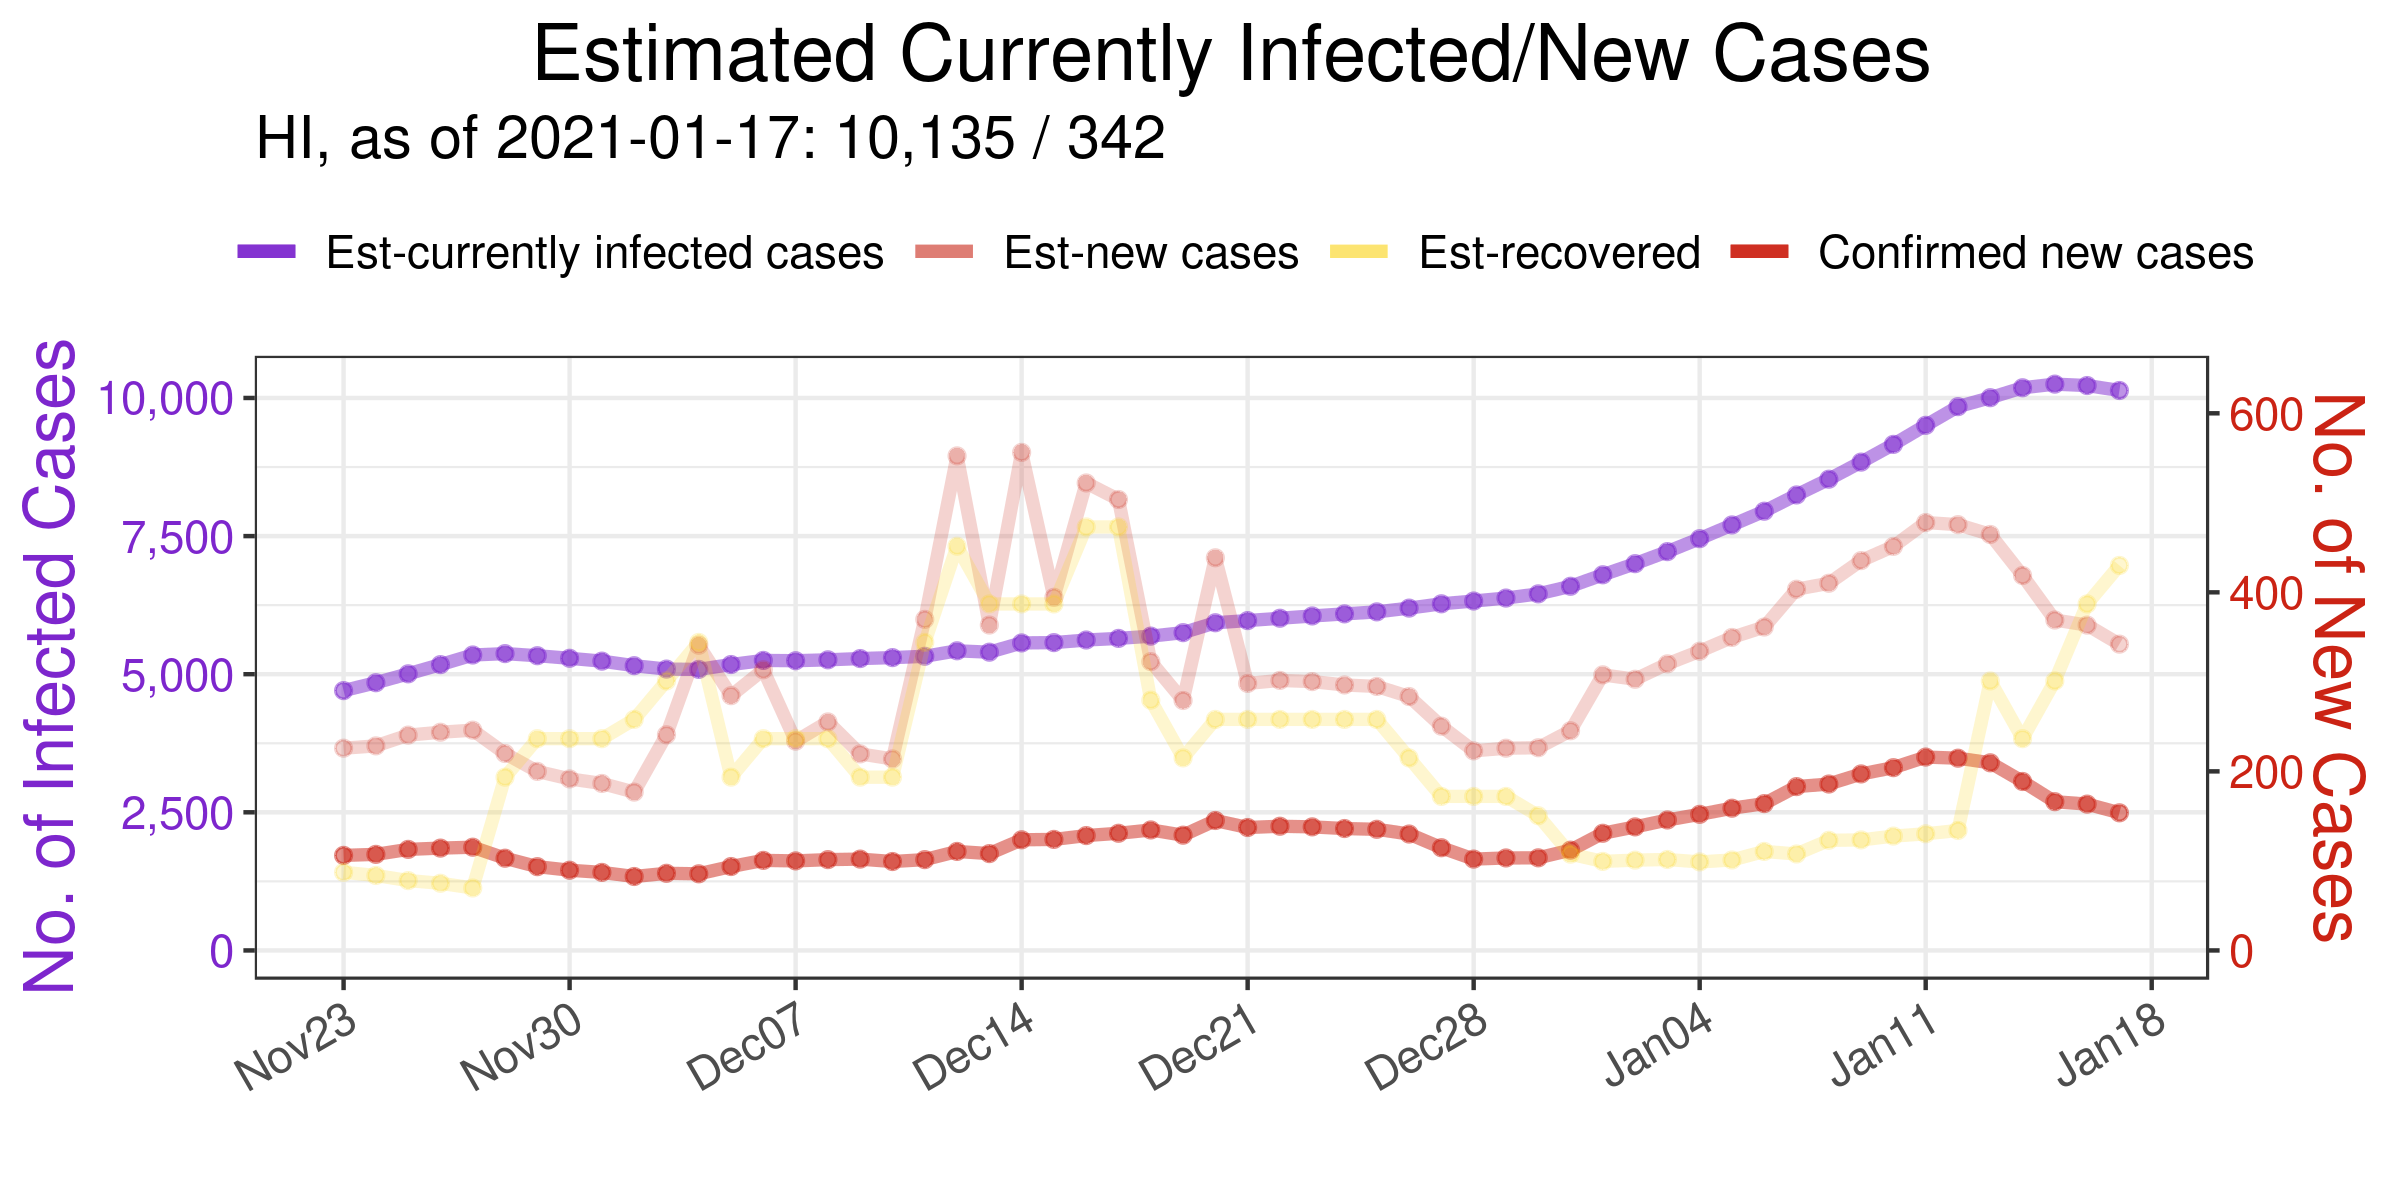 Estimated Currently Infected/New Cases
HI, as of 2021-01-17: 10,135 / 342
Est-currently infected cases Est-new cases Est-recovered Confirmed new cases
No. of Infected Cases
10,000
7,500
5,000
2,500
0
600
400
200
0
No. of New Cases
Nov23 Nov30 Dec07 Dec14 Dec21 Dec28 Jan04 Jan11 Jan18